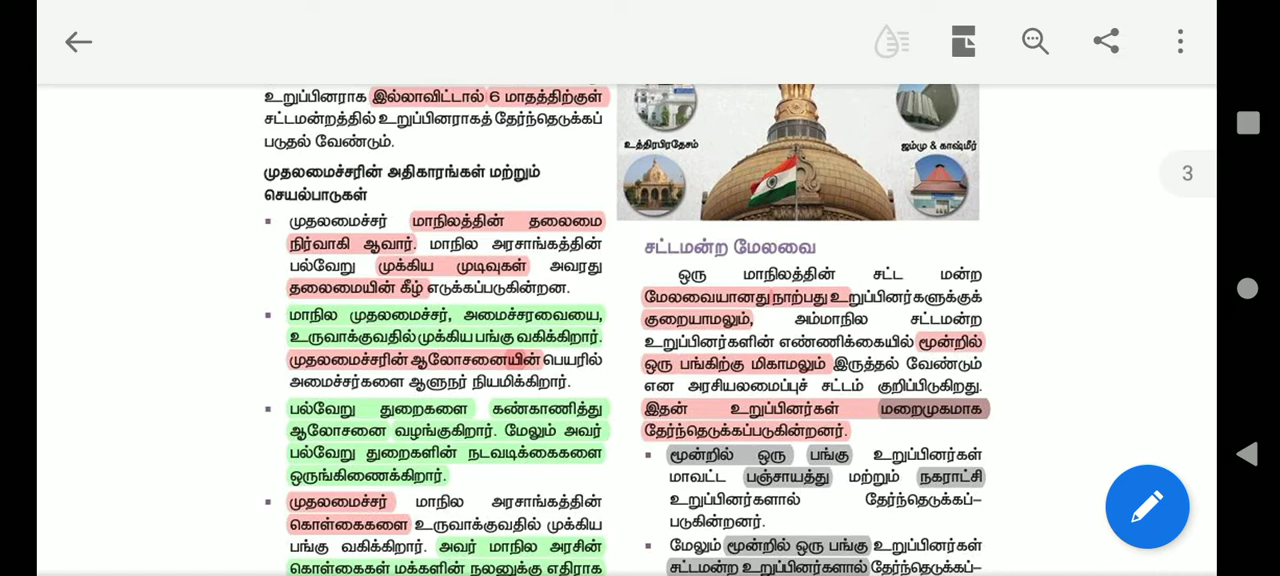 உறுப்பினராக இல்லாவிட்டால் 6 மாதத்திற்குள்
சட்டமன்றத்தில் உறுப்பினராகத் தேர்ந்தெடுக்கப்
படுதல் வேண்டும்.
முதலமைச்சரின் அதிகாரங்கள் மற்றும்
செயல்பாடுகள்
▪ முதலமைச்சர் மாநிலத்தின் தலைமை
நிர்வாகி ஆவார். மாநில அரசாங்கத்தின்
பல்வேறு முக்கிய முடிவுகள் அவரது
தலைமையின் கீழ் எடுக்கப்படுகின்றன.
▪ மாநில முதலமைச்சர், அமைச்சரவையை,
உருவாக்குவதில் முக்கிய பங்கு வகிக்கிறார்.
முதலமைச்சரின் ஆலோசனையின் பெயரில்
அமைச்சர்களை ஆளுநர் நியமிக்கிறார்.
▪ பல்வேறு துறைகளை கண்காணித்து
ஆலோசனை வழங்குகிறார். மேலும் அவர்
பல்வேறு துறைகளின் நடவடிக்கைகளை
ஒருங்கிணைக்கிறார்.
▪ முதலமைச்சர் மாநில அரசாங்கத்தின்
கொள்கைகளை உருவாக்குவதில் முக்கிய
பங்கு வகிக்கிறார். அவர் மாநில அரசின்
கொள்கைகள் மக்களின் நலனுக்கு எதிராக
உத்திரபிரதேசம்
ஜம்மு & காஷ்மீர்
சட்டமன்ற மேலவை
ஒரு மாநிலத்தின் சட்ட மன்ற
மேலவையானது நாற்பது உறுப்பினர்களுக்குக்
குறையாமலும், அம்மாநில சட்டமன்ற
உறுப்பினர்களின் எண்ணிக்கையில் மூன்றில்
ஒரு பங்கிற்கு மிகாமலும் இருத்தல் வேண்டும்
என அரசியலமைப்புச் சட்டம் குறிப்பிடுகிறது.
இதன் உறுப்பினர்கள் மறைமுகமாக
தேர்ந்தெடுக்கப்படுகின்றனர்.
▪ மூன்றில் ஒரு பங்கு உறுப்பினர்கள்
மாவட்ட பஞ்சாயத்து மற்றும் நகராட்சி
உறுப்பினர்களால் தேர்ந்தெடுக்கப்–
படுகின்றனர்.
▪ மேலும் மூன்றில் ஒரு பங்கு உறுப்பினர்கள்
சட்டமன்ற உறுப்பினர்களால் தேர்ந்தெடுக்கப்–
3